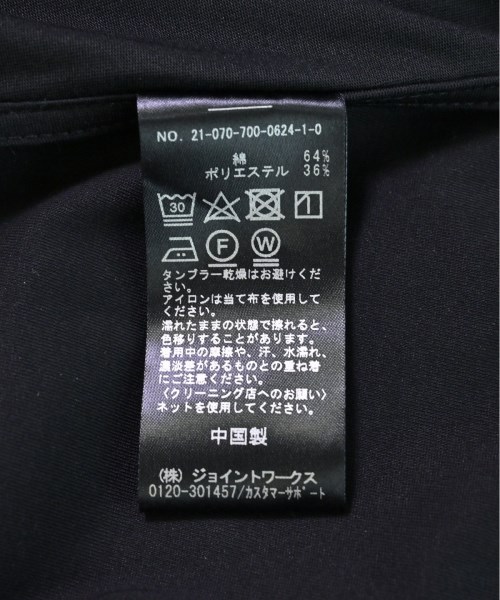 NO. 21-070-700-0624-1-0
綿 64%
ポリエステル 36%
30
F W
タンブラー乾燥はお避けくだ
さい。
アイロンは当て布を使用して
ください。
濡れたままの状態で擦れると、
色移りすることがあります。
着用中の摩擦や、汗、水濡れ、
濃淡差があるものとの重ね着
にご注意ください。
〈クリーニング店へのお願い〉
ネットを使用してください。
中国製
(株) ジョイントワークス
0120-301457/カスタマーサポート